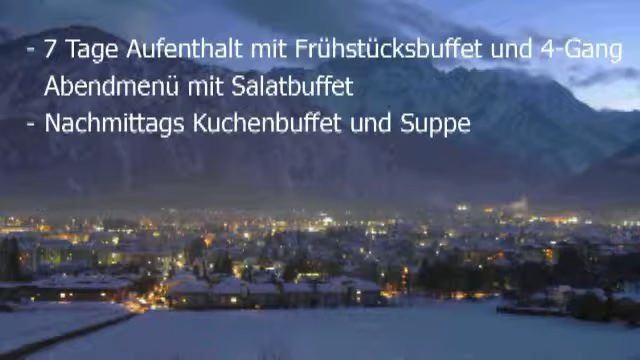 - 7 Tage Aufenthalt mit Frühstücksbuffet und 4-Gang
Abendmenü mit Salatbuffet
- Nachmittags Kuchenbuffet und Suppe